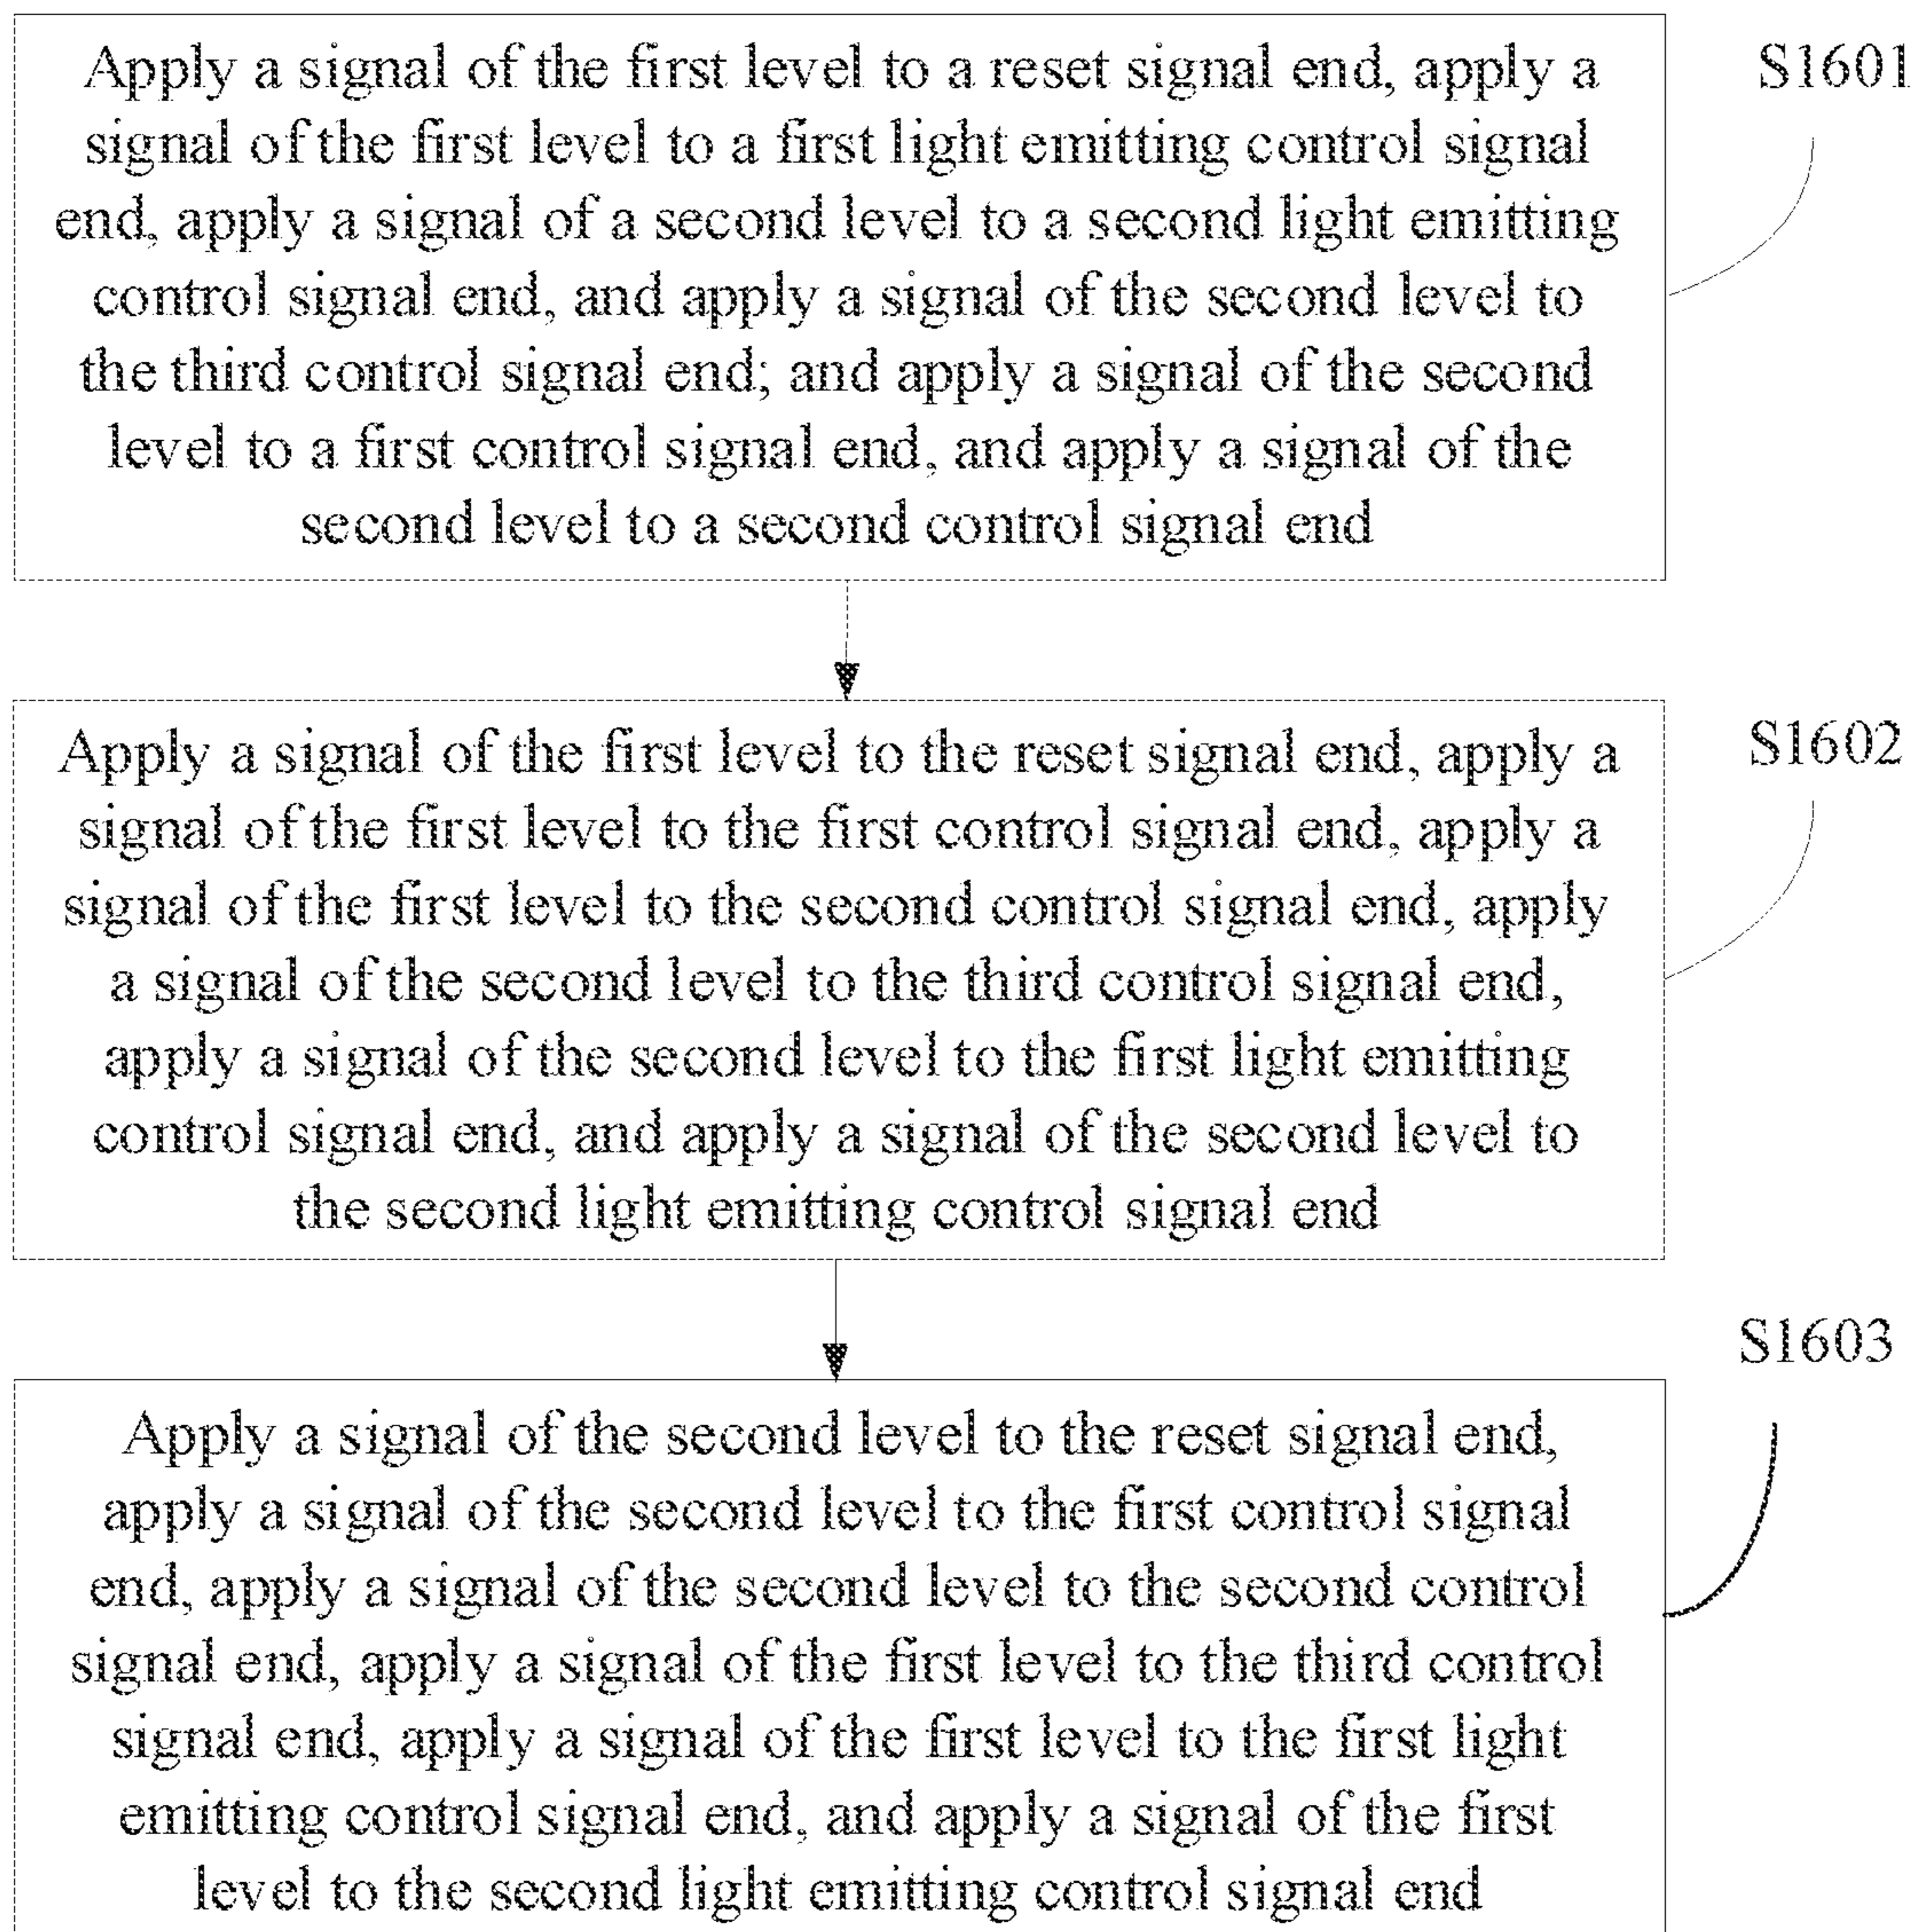 Apply a signal of the first level to a reset signal end, apply a
signal of the first level to a first light emitting control signal
end, apply a signal of a second level to a second light emitting
control signal end, and apply a signal of the second level to
the third control signal end; and apply a signal of the second
level to a first control signal end, and apply a signal of the
second level to a second control signal end
S1601
Apply a signal of the first level to the reset signal end, apply a
signal of the first level to the first control signal end, apply a
signal of the first level to the second control signal end, apply
a signal of the second level to the third control signal end,
apply a signal of the second level to the first light emitting
control signal end, and apply a signal of the second level to
the second light emitting control signal end
S1602
Apply a signal of the second level to the reset signal end,
apply a signal of the second level to the first control signal
end, apply a signal of the second level to the second control
signal end, apply a signal of the first level to the third control
signal end, apply a signal of the first level to the first light
emitting control signal end, and apply a signal of the first
level to the second light emitting control signal end
S1603